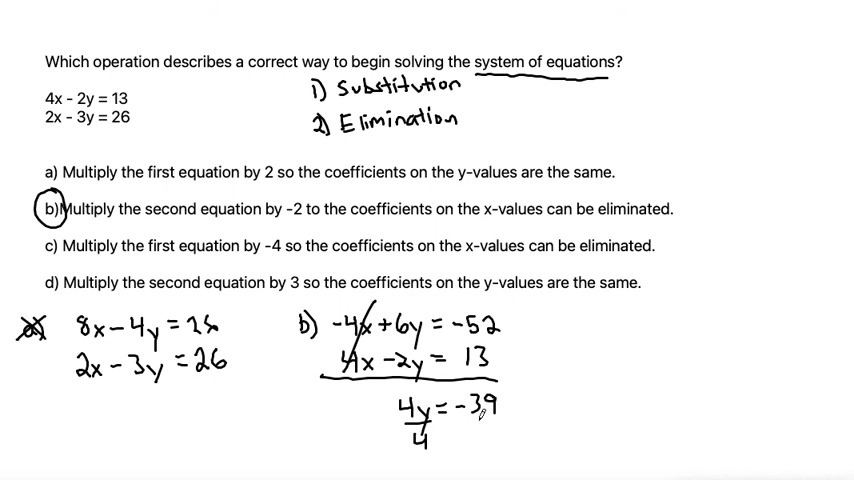 Which operation describes a correct way to begin solving the system of equations?
1) Substitution
4x - 2y = 13
2x - 3y = 26
2) Elimination
a) Multiply the first equation by 2 so the coefficients on the y-values are the same.
b) Multiply the second equation by -2 to the coefficients on the x-values can be eliminated.
c) Multiply the first equation by -4 so the coefficients on the x-values can be eliminated.
d) Multiply the second equation by 3 so the coefficients on the y-values are the same.
a) 8x-4y=26
2x-3y=26
b) -4x+6y=-52
4x-2y=13
4y=-39
4